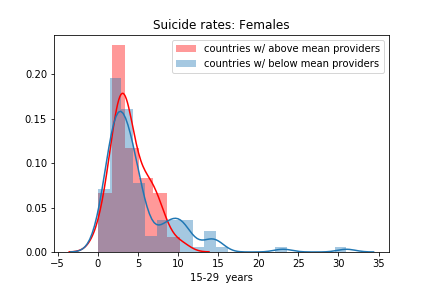 Suicide rates: Females
countries w/ above mean providers
countries w/ below mean providers
0.20
0.15
0.10
0.05
0.00
−5 0 5 10 15 20 25 30 35
15-29 years